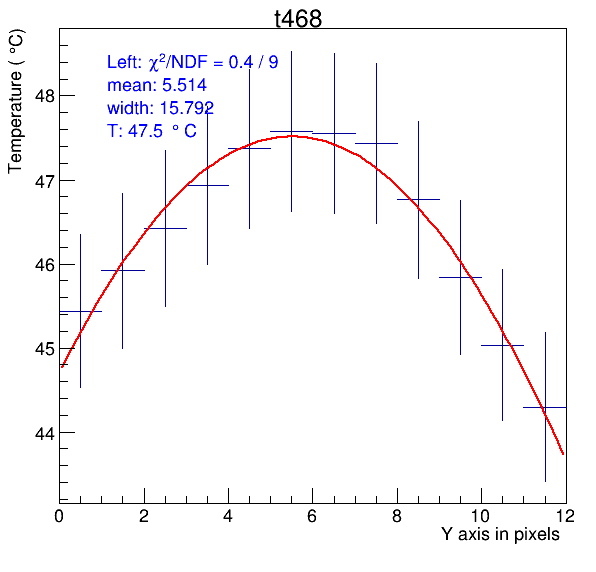 t468
Temperature ( °C)
Left: χ²/NDF = 0.4 / 9
mean: 5.514
width: 15.792
T: 47.5 ° C
48
47
46
45
44
0 2 4 6 8 10 12
Y axis in pixels